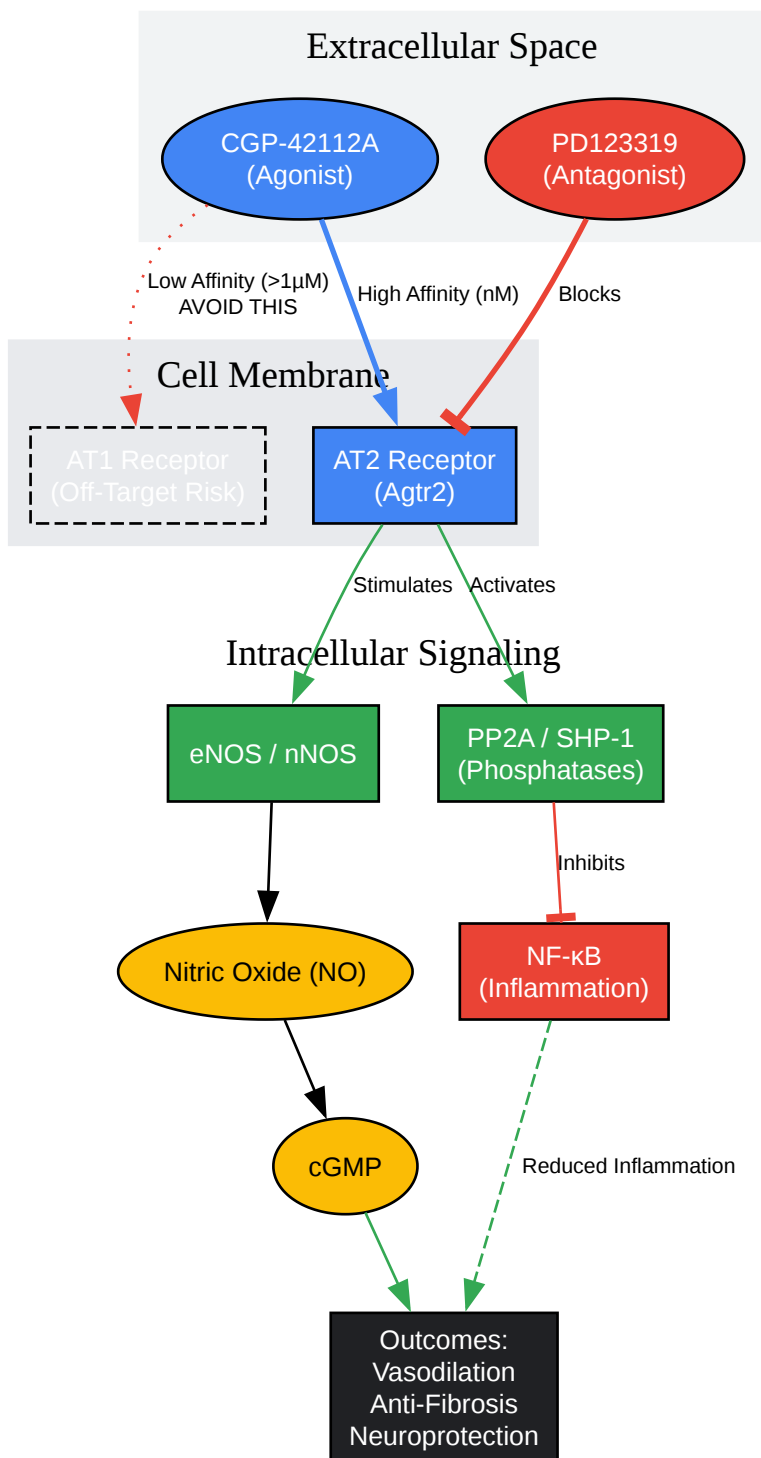 Extracellular Space
CGP-42112A
(Agonist)
PD123319
(Antagonist)
Low Affinity (>1µM)
AVOID THIS
High Affinity (nM)
Blocks
Cell Membrane
AT1 Receptor
(Off-Target Risk)
AT2 Receptor
(Agtr2)
Stimulates
Activates
Intracellular Signaling
eNOS / nNOS
PP2A / SHP-1
(Phosphatases)
Inhibits
Nitric Oxide (NO)
NF-κB
(Inflammation)
cGMP
Reduced Inflammation
Outcomes:
Vasodilation
Anti-Fibrosis
Neuroprotection